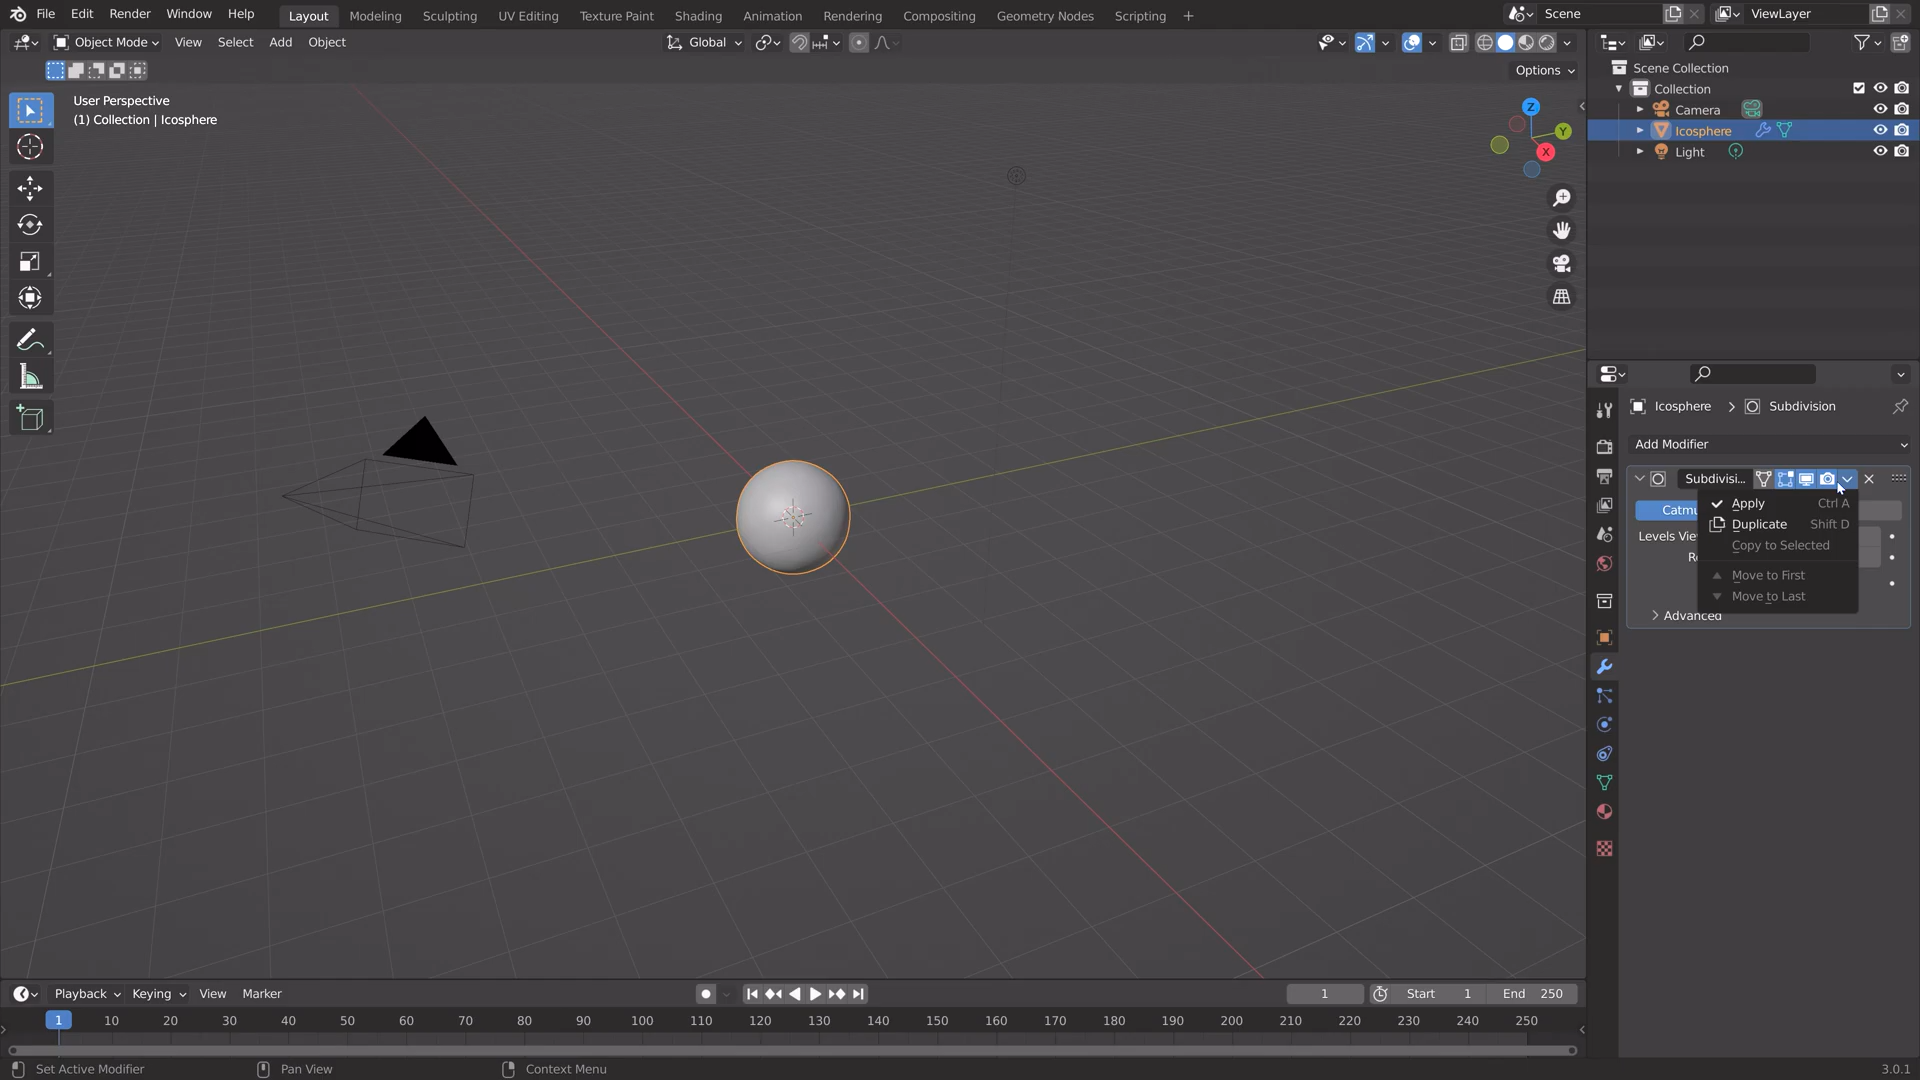 File Edit Render Window Help Layout Modeling Sculpting UV Editing Texture Paint Shading Animation Rendering Compositing Geometry Nodes Scripting + Scene ViewLayer
Object Mode View Select Add Object Global
Options
User Perspective
(1) Collection | Icosphere
Z
Y
X
Scene Collection
Collection
Camera
Icosphere
Light
Icosphere > Subdivision
Add Modifier
Subdivisi...
Catmu
Levels Vie
R
Advanced
Apply Ctrl A
Duplicate Shift D
Copy to Selected
Move to First
Move to Last
Playback Keying View Marker 1 Start 1 End 250
1 10 20 30 40 50 60 70 80 90 100 110 120 130 140 150 160 170 180 190 200 210 220 230 240 250
Set Active Modifier Pan View Context Menu 3.0.1